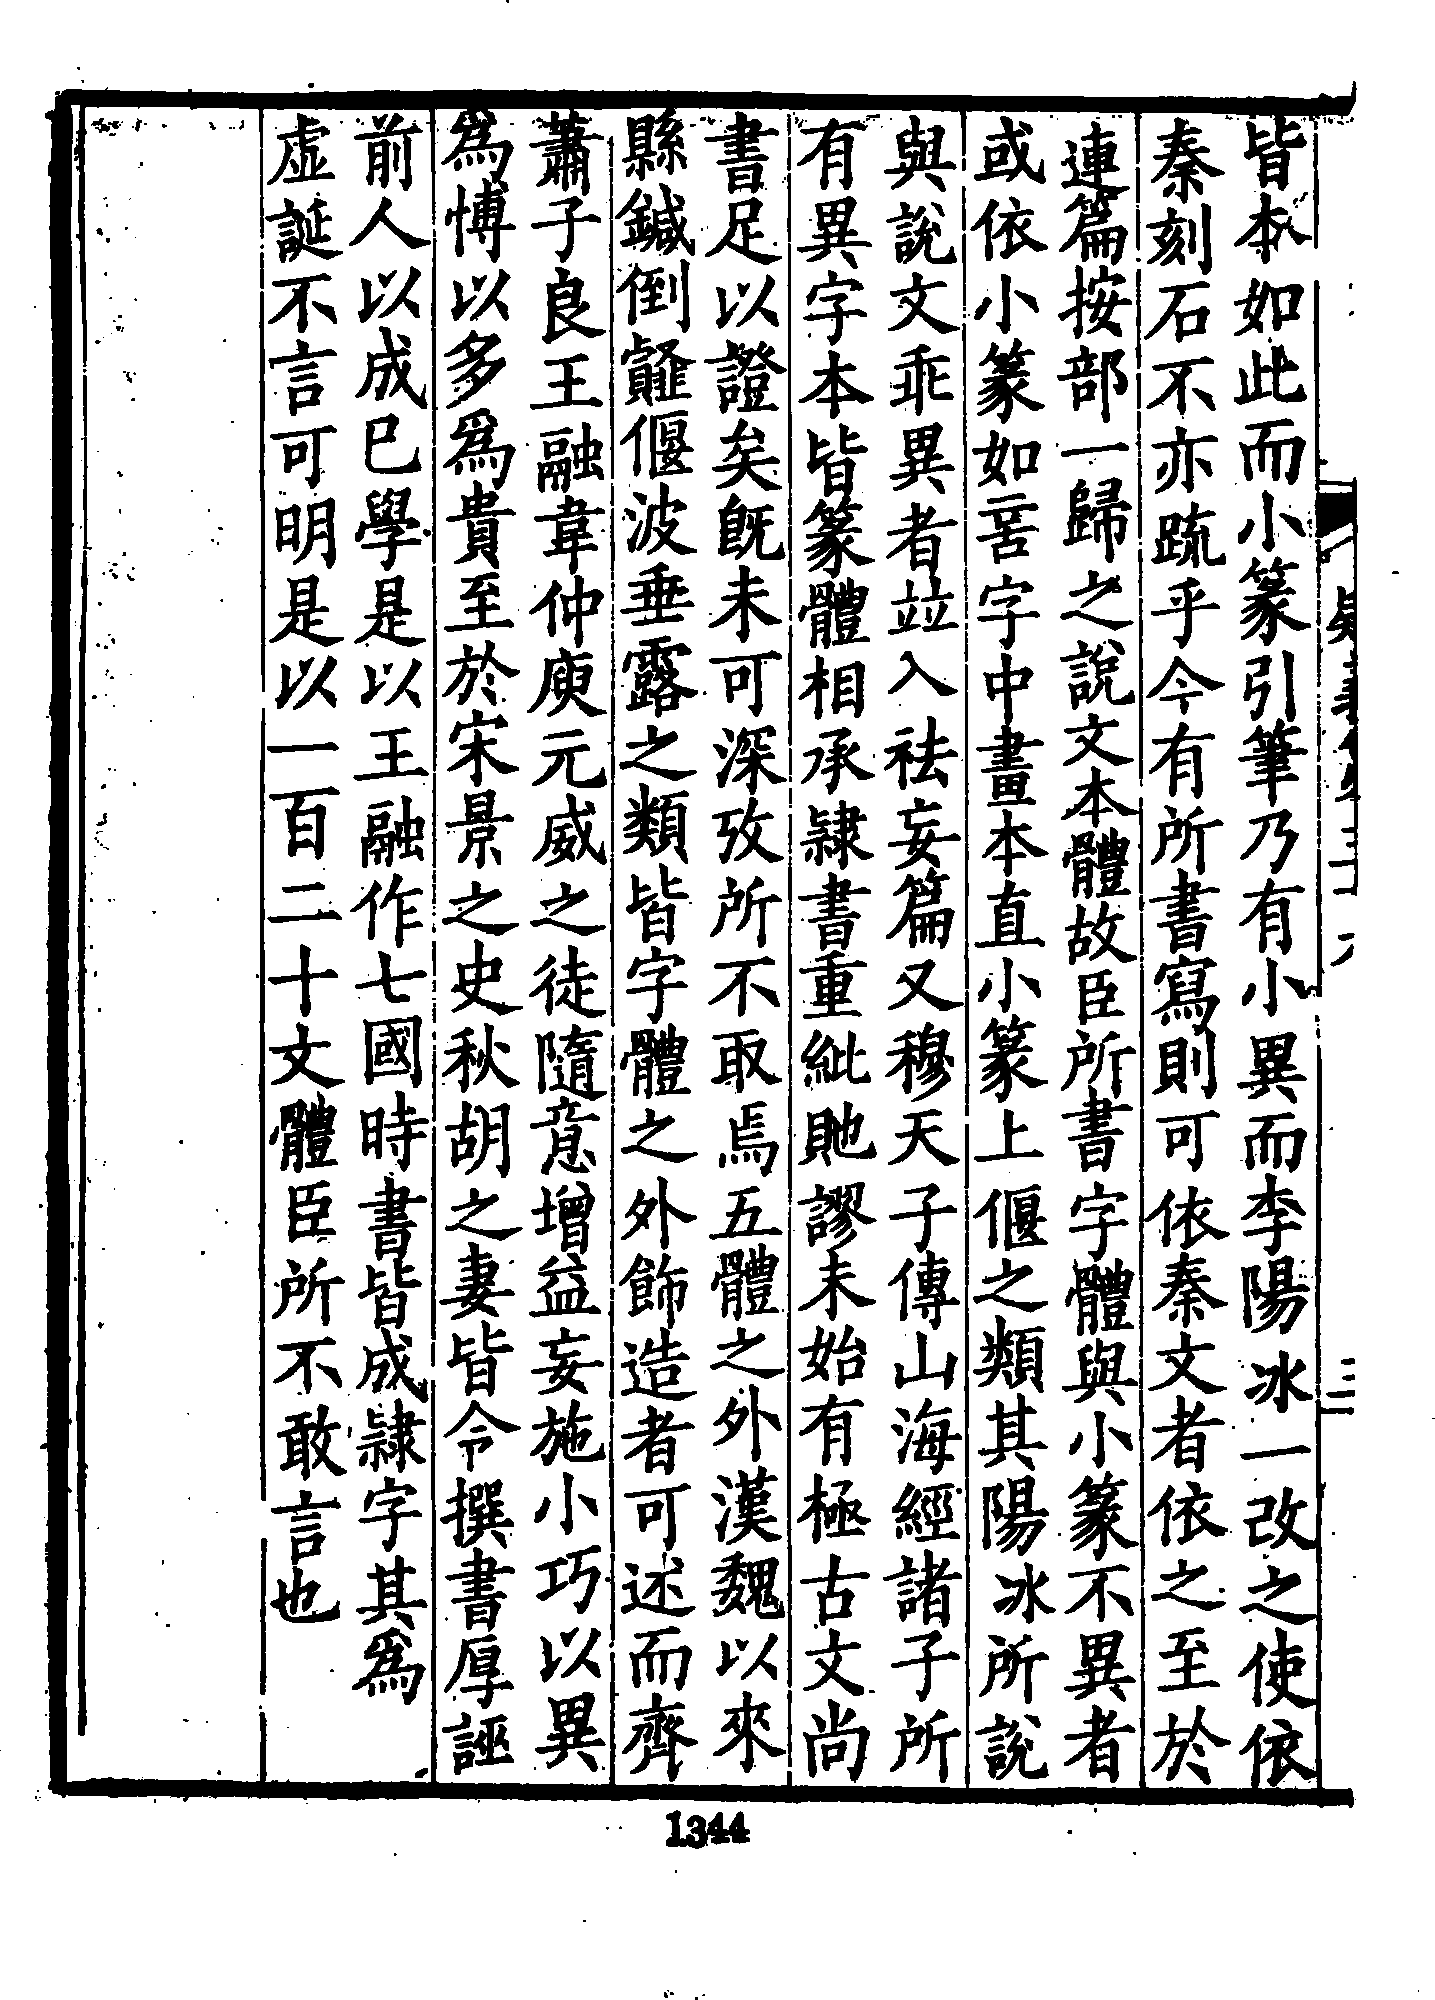 皆本如此而小篆引筆乃有小異而李陽冰一改之使依
秦刻石不亦疏乎今有所書寫則可依秦文者依之至於
連篇按部一歸之說文本體故臣所書字體與小篆不異者
或依小篆如言字中畫本直小篆上偃之類其陽冰所說
與說文乖異者竝入袪妄篇又穆天子傳山海經諸子所
有異字本皆篆體相承隷書重紕貤謬未始有極古文尚
書足以證矣旣未可深攷所不取焉五體之外漢魏以來
縣鍼倒薤偃波垂露之類皆字體之外飾造者可述而齊
蕭子良王融韋仲庾元威之徒隨意增益妄施小巧以異
爲博以多爲貴至於宋景之史秋胡之妻皆令撰書厚誣
前人以成巳學是以王融作七國時書皆成隷字其爲
虛誕不言可明是以一百二十文體臣所不敢言也
1344